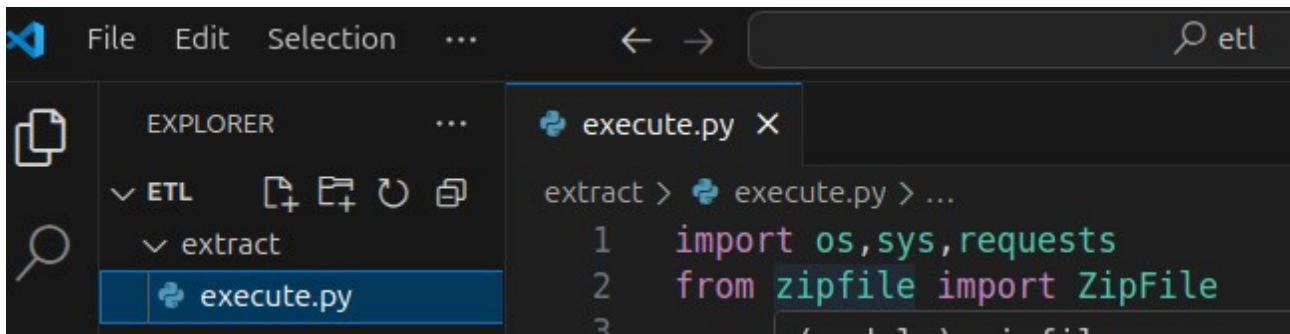 File Edit Selection ...
etl
EXPLORER ...
ETL
extract
execute.py
execute.py
extract > execute.py > ...
1 import os,sys,requests
2 from zipfile import ZipFile
3